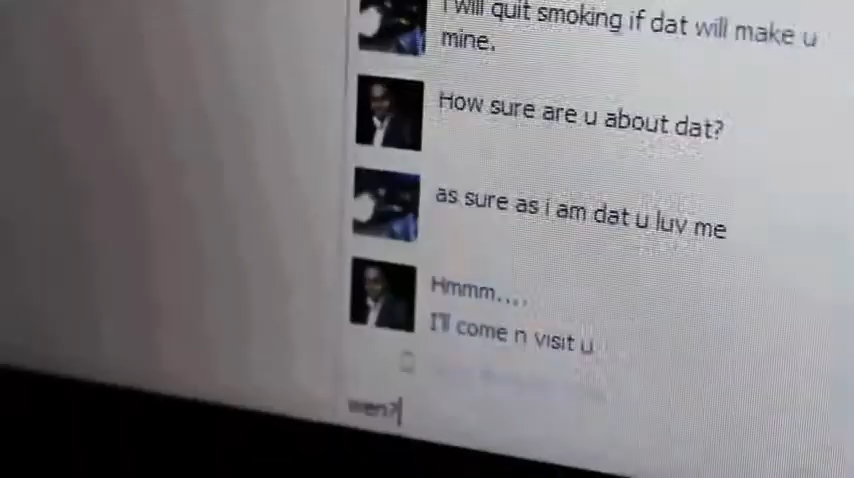 I will quit smoking if dat will make u
mine.
How sure are u about dat?
as sure as i am dat u luv me
Hmmm....
I'll come n visit u
wen?